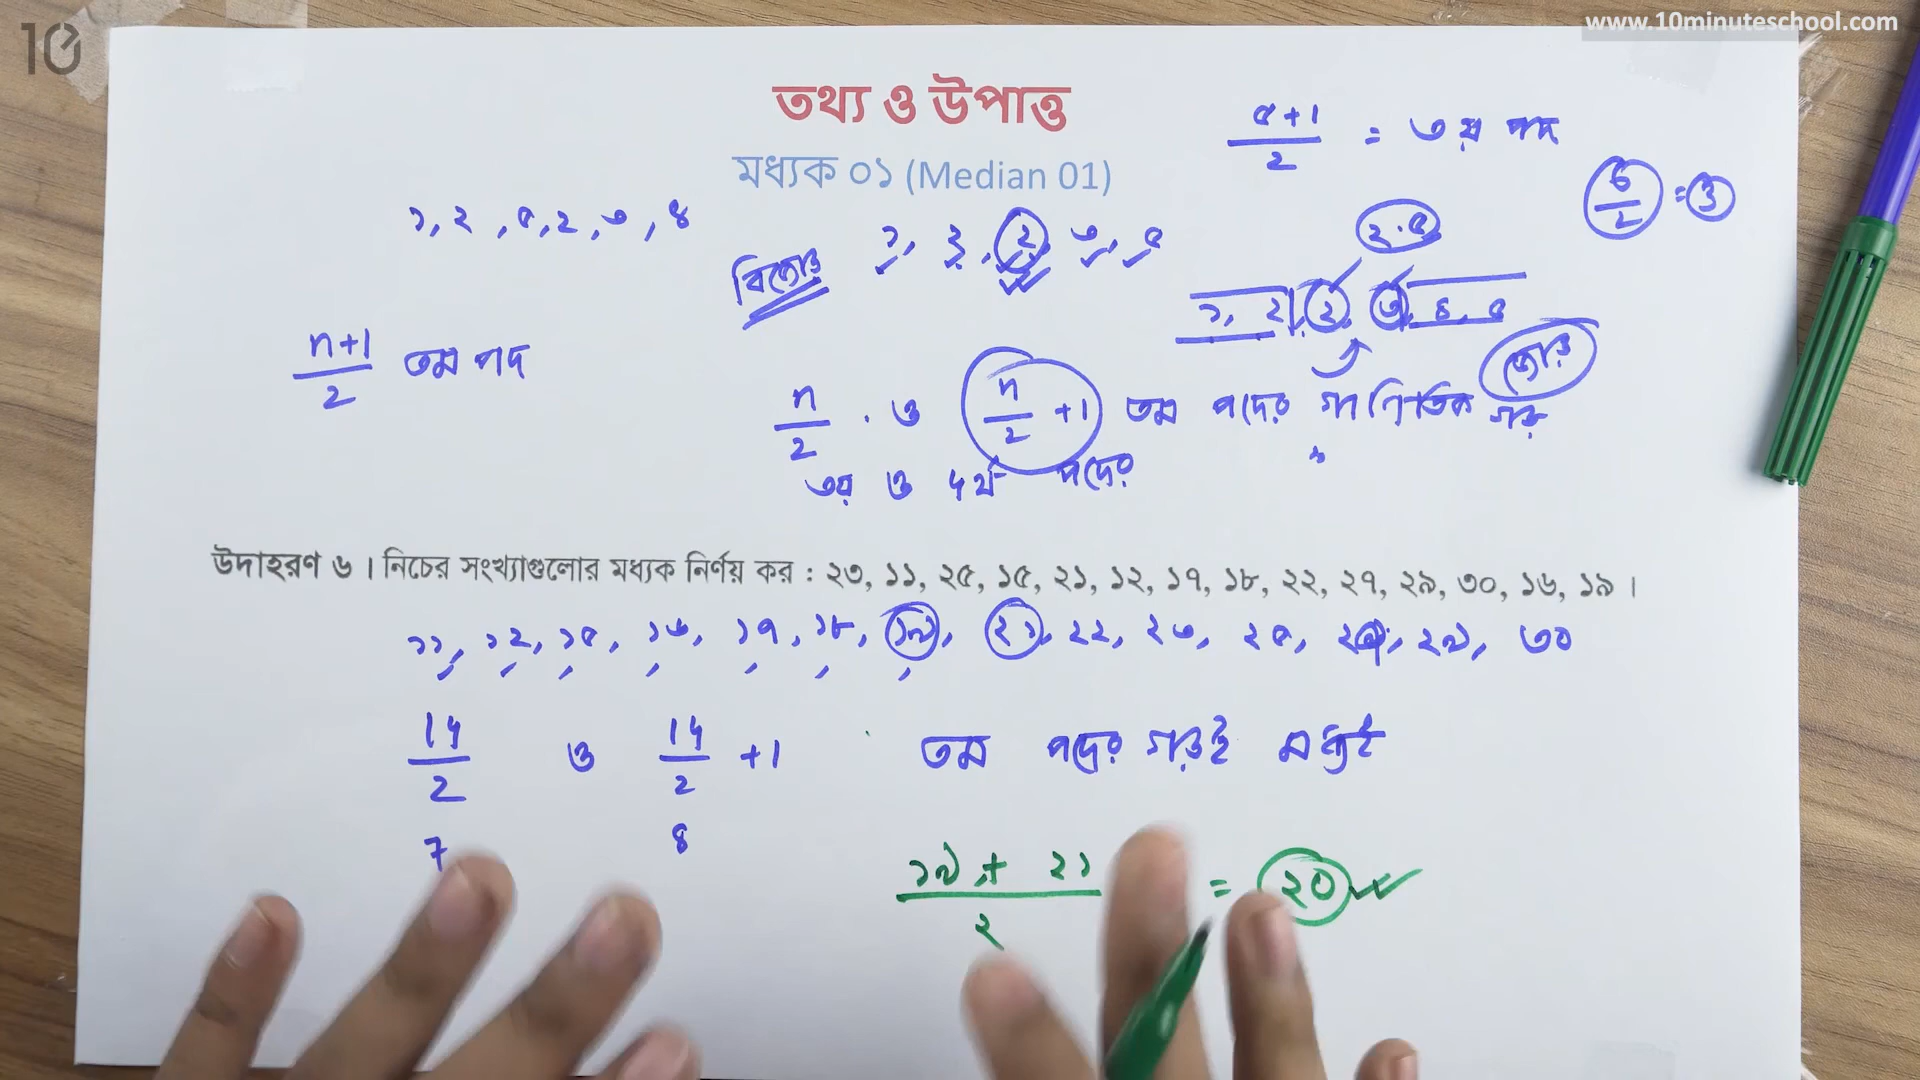 10
www.10minuteschool.com
তথ্য ও উপাত্ত
মধ্যক ০১ (Median 01)
৫+1 / 2 = ৩য় পদ
6/2 = 3
১, ২, ৫, ২, ৩, ৪
বিজোড় ১, ২, ২, ৩, ৫
২.৫
১, ২, ২, ৩, ৪, ৫
জোড়
n+1 / 2 তম পদ
n/2 ও n/2 +1 তম পদের গাণিতিক গড়
৩য় ও ৪র্থ পদের
উদাহরণ ৬। নিচের সংখ্যাগুলোর মধ্যক নির্ণয় কর : ২৩, ১১, ২৫, ১৫, ২১, ১২, ১৭, ১৮, ২২, ২৭, ২৯, ৩০, ১৬, ১৯।
১১, ১২, ১৫, ১৬, ১৭, ১৮, ১৯, ২১, ২২, ২৩, ২৫, ২৭, ২৯, ৩০
14/2 ও 14/2 +1 তম পদের গড়ই
7 8
১৯ + ২১ / ২ = ২০